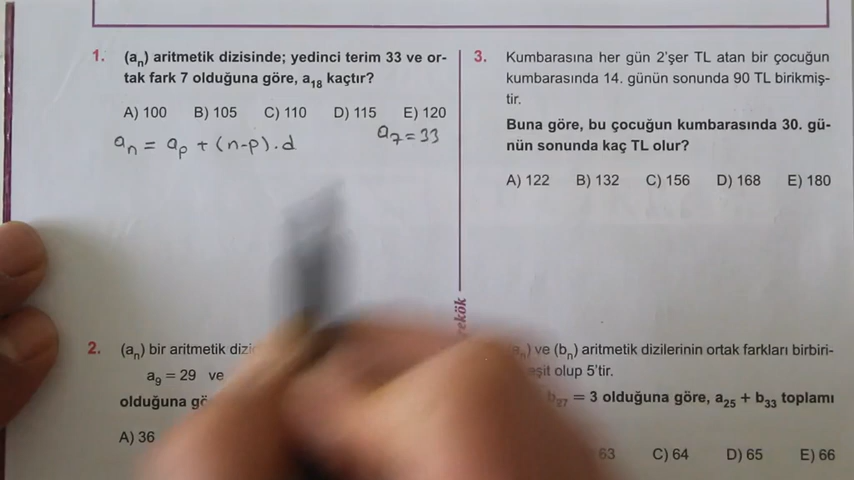 1. (aₙ) aritmetik dizisinde; yedinci terim 33 ve or-
tak fark 7 olduğuna göre, a₁₈ kaçtır?
A) 100 B) 105 C) 110 D) 115 E) 120
aₙ = aₚ + (n-p).d
a₇=33
2. (aₙ) bir aritmetik
a₉ = 29 ve
olduğuna
A) 36
3. Kumbarasına her gün 2'şer TL atan bir çocuğun
kumbarasında 14. günün sonunda 90 TL birikmiş-
tir.
Buna göre, bu çocuğun kumbarasında 30. gü-
nün sonunda kaç TL olur?
A) 122 B) 132 C) 156 D) 168 E) 180
ve (bₙ) aritmetik dizilerinin ortak farkları birbiri-
olup 5'tir.
b₂₇ = 3 olduğuna göre, a₂₅ + b₃₃ toplamı
63 C) 64 D) 65 E) 66